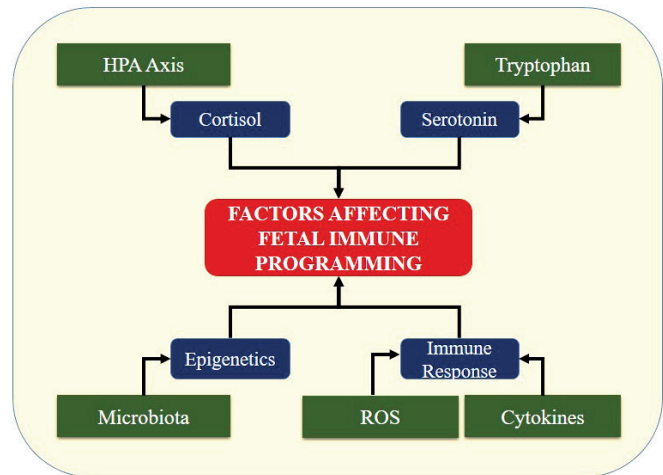 HPA Axis
Tryptophan
Cortisol
Serotonin
FACTORS AFFECTING
FETAL IMMUNE
PROGRAMMING
Epigenetics
Immune
Response
Microbiota
ROS
Cytokines